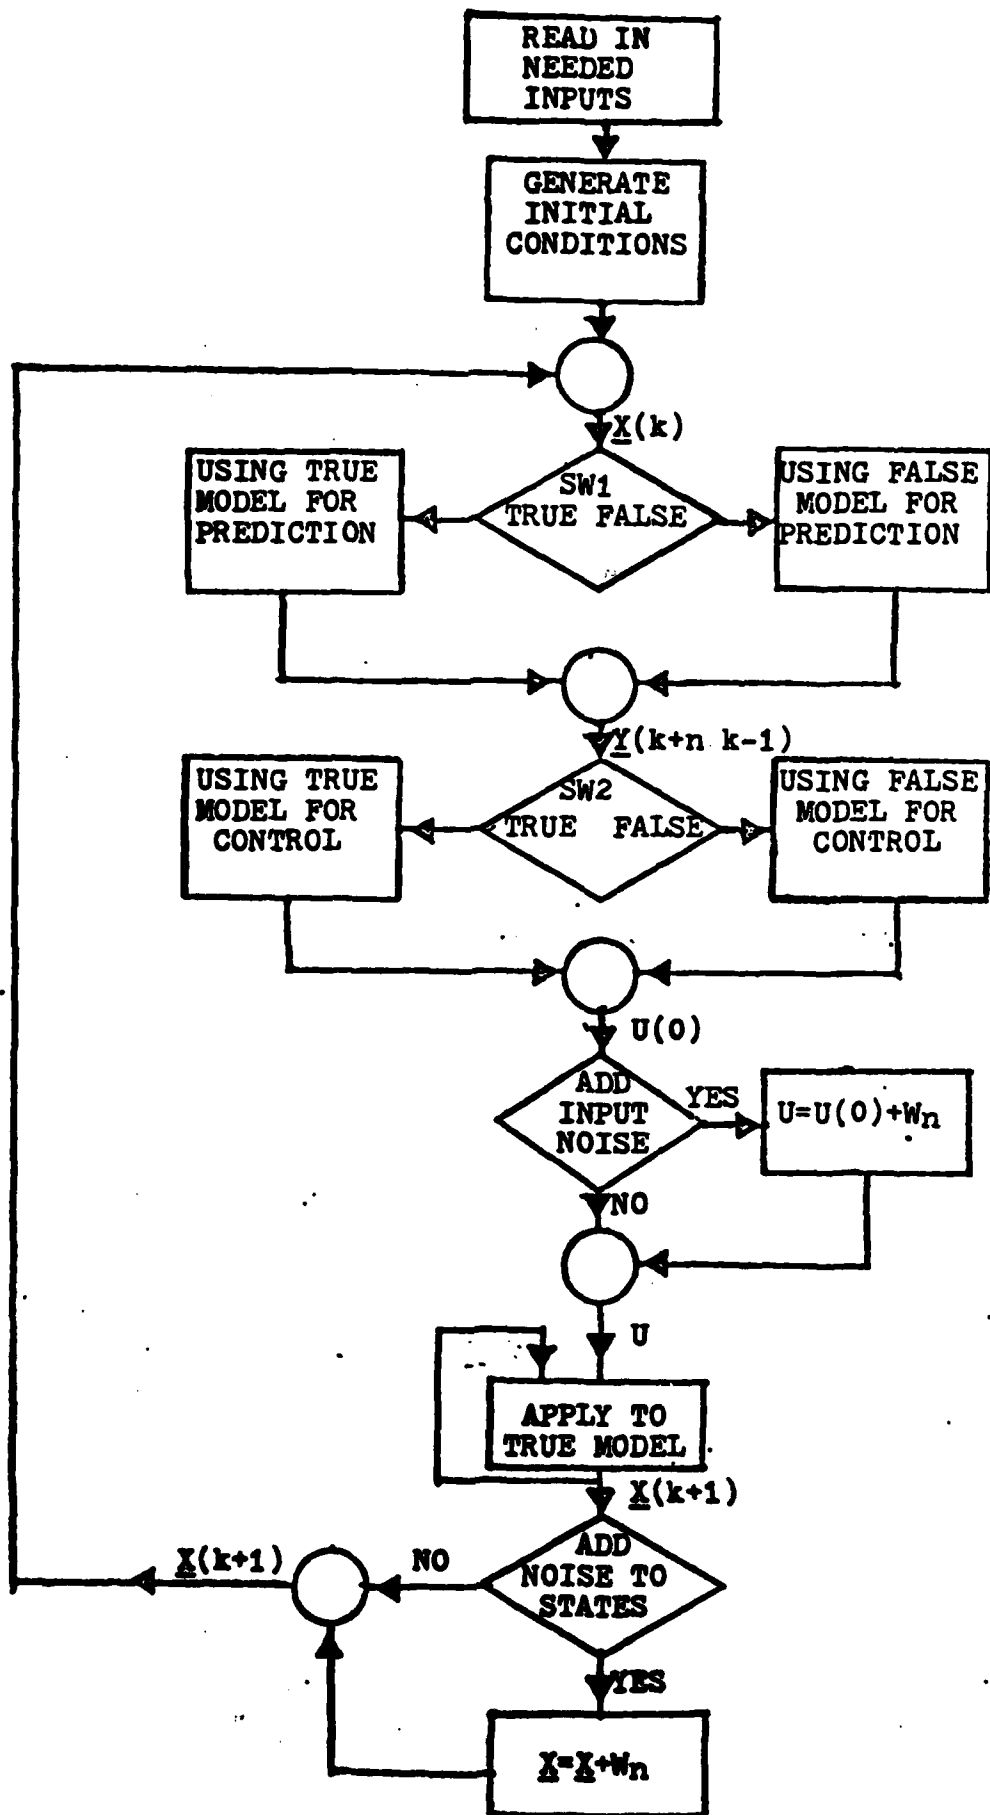 READ IN
NEEDED
INPUTS
GENERATE
INITIAL
CONDITIONS
X(k)
USING TRUE
MODEL FOR
PREDICTION
SW1
TRUE FALSE
USING FALSE
MODEL FOR
PREDICTION
Y(k+n k-1)
USING TRUE
MODEL FOR
CONTROL
SW2
TRUE FALSE
USING FALSE
MODEL FOR
CONTROL
U(0)
ADD
INPUT
NOISE
YES
U=U(0)+Wn
NO
U
APPLY TO
TRUE MODEL
X(k+1)
ADD
NOISE TO
STATES
NO
X(k+1)
YES
X=X+Wn